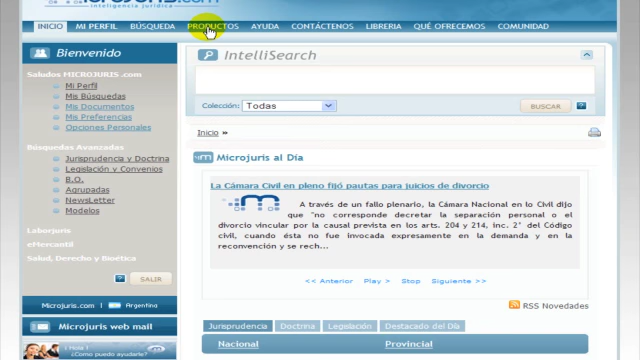 MICROJURIS.com
inteligencia jurídica
INICIO MI PERFIL BÚSQUEDA PRODUCTOS AYUDA CONTÁCTENOS LIBRERIA QUÉ OFRECEMOS COMUNIDAD
Bienvenido
Saludos MICROJURIS .com
Mi Perfil
Mis Búsquedas
Mis Documentos
Mis Preferencias
Opciones Personales
Búsquedas Avanzadas
Jurisprudencia y Doctrina
Legislación y Convenios
B.O.
Agrupadas
NewsLetter
Modelos
Laborjuris
eMercantil
Salud, Derecho y Bioética
? SALIR
Microjuris.com | Argentina
Microjuris web mail
¡ Hola !
¿Como puedo ayudarle?
IntelliSearch
Colección: Todas
BUSCAR ?
Inicio »
Microjuris al Día
La Cámara Civil en pleno fijó pautas para juicios de divorcio
A través de un fallo plenario, la Cámara Nacional en lo Civil dijo
que "no corresponde decretar la separación personal o el
divorcio vincular por la causal prevista en los arts. 204 y 214, inc. 2° del Código
civil, cuando ésta no fue invocada expresamente en la demanda y en la
reconvención y se rech...
<< Anterior Play > Stop Siguiente >>
RSS Novedades
Jurisprudencia Doctrina Legislación Destacado del Día
Nacional Provincial